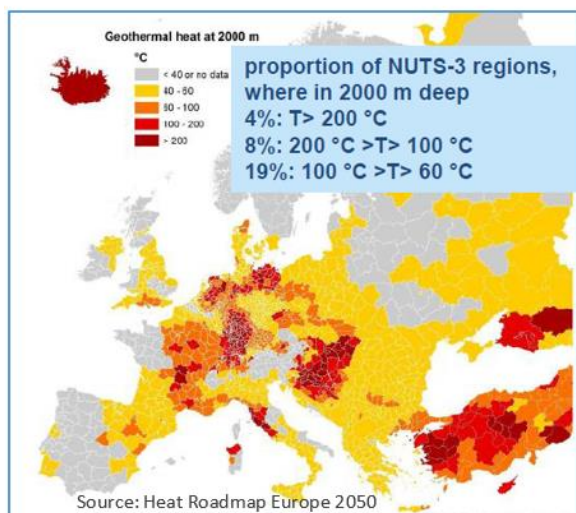 Geothermal heat at 2000 m
°C
< 40 or no data
40 - 60
60 - 100
100 - 200
> 200
proportion of NUTS-3 regions,
where in 2000 m deep
4%: T> 200 °C
8%: 200 °C >T> 100 °C
19%: 100 °C >T> 60 °C
Source: Heat Roadmap Europe 2050